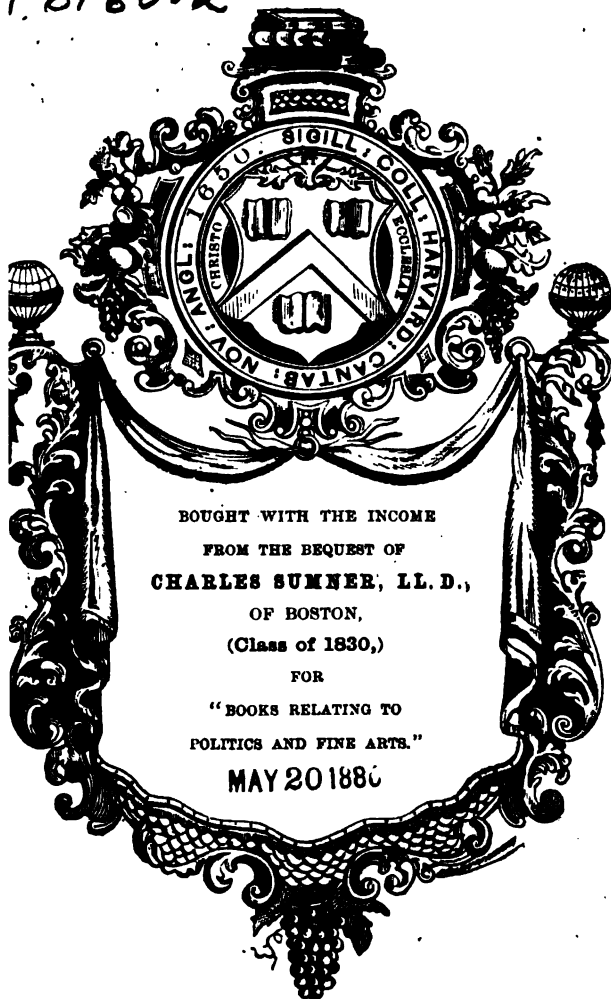 SIGILL: COLL: HARVARD: CANTAB: NOV: ANGL: 1650:
CHRISTO
ECCLESIAE
BOUGHT WITH THE INCOME
FROM THE BEQUEST OF
CHARLES SUMNER, LL. D.,
OF BOSTON,
(Class of 1830,)
FOR
"BOOKS RELATING TO
POLITICS AND FINE ARTS."
MAY 20 188